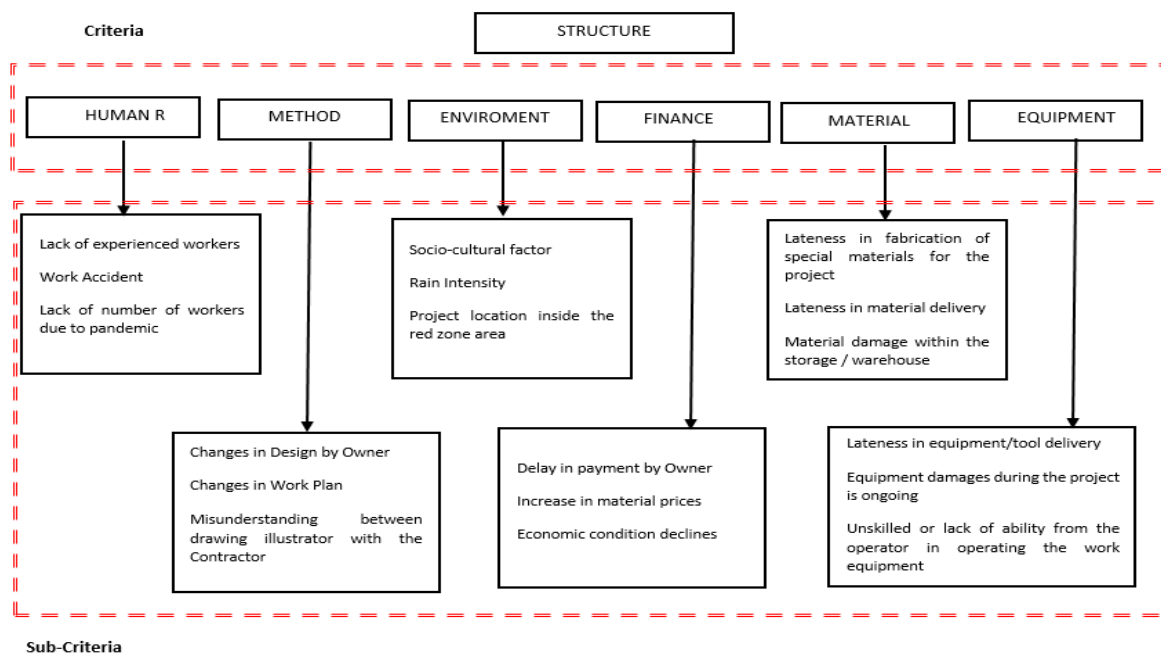 Criteria
STRUCTURE
HUMAN R
METHOD
ENVIROMENT
FINANCE
MATERIAL
EQUIPMENT
Lack of experienced workers
Work Accident
Lack of number of workers
due to pandemic
Socio-cultural factor
Rain Intensity
Project location inside the
red zone area
Lateness in fabrication of
special materials for the
project
Lateness in material delivery
Material damage within the
storage / warehouse
Changes in Design by Owner
Changes in Work Plan
Misunderstanding between
drawing illustrator with the
Contractor
Delay in payment by Owner
Increase in material prices
Economic condition declines
Lateness in equipment/tool delivery
Equipment damages during the project
is ongoing
Unskilled or lack of ability from the
operator in operating the work
equipment
Sub-Criteria